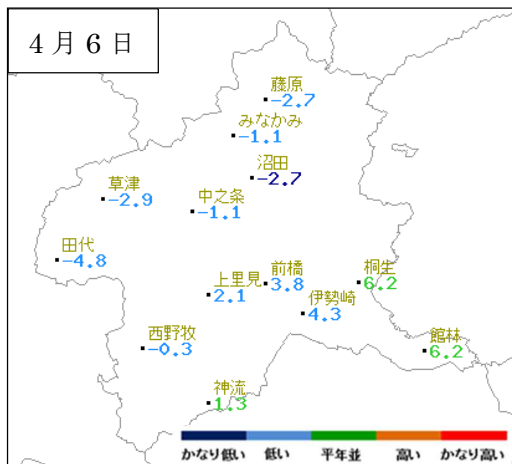 4月6日
藤原
-2.7
みなかみ
-1.1
沼田
-2.7
草津
-2.9
中之条
-1.1
田代
-4.8
上里見
2.1
前橋
3.8
桐生
6.2
伊勢崎
4.3
西野牧
-0.3
館林
6.2
神流
1.3
かなり低い 低い 平年並 高い かなり高い